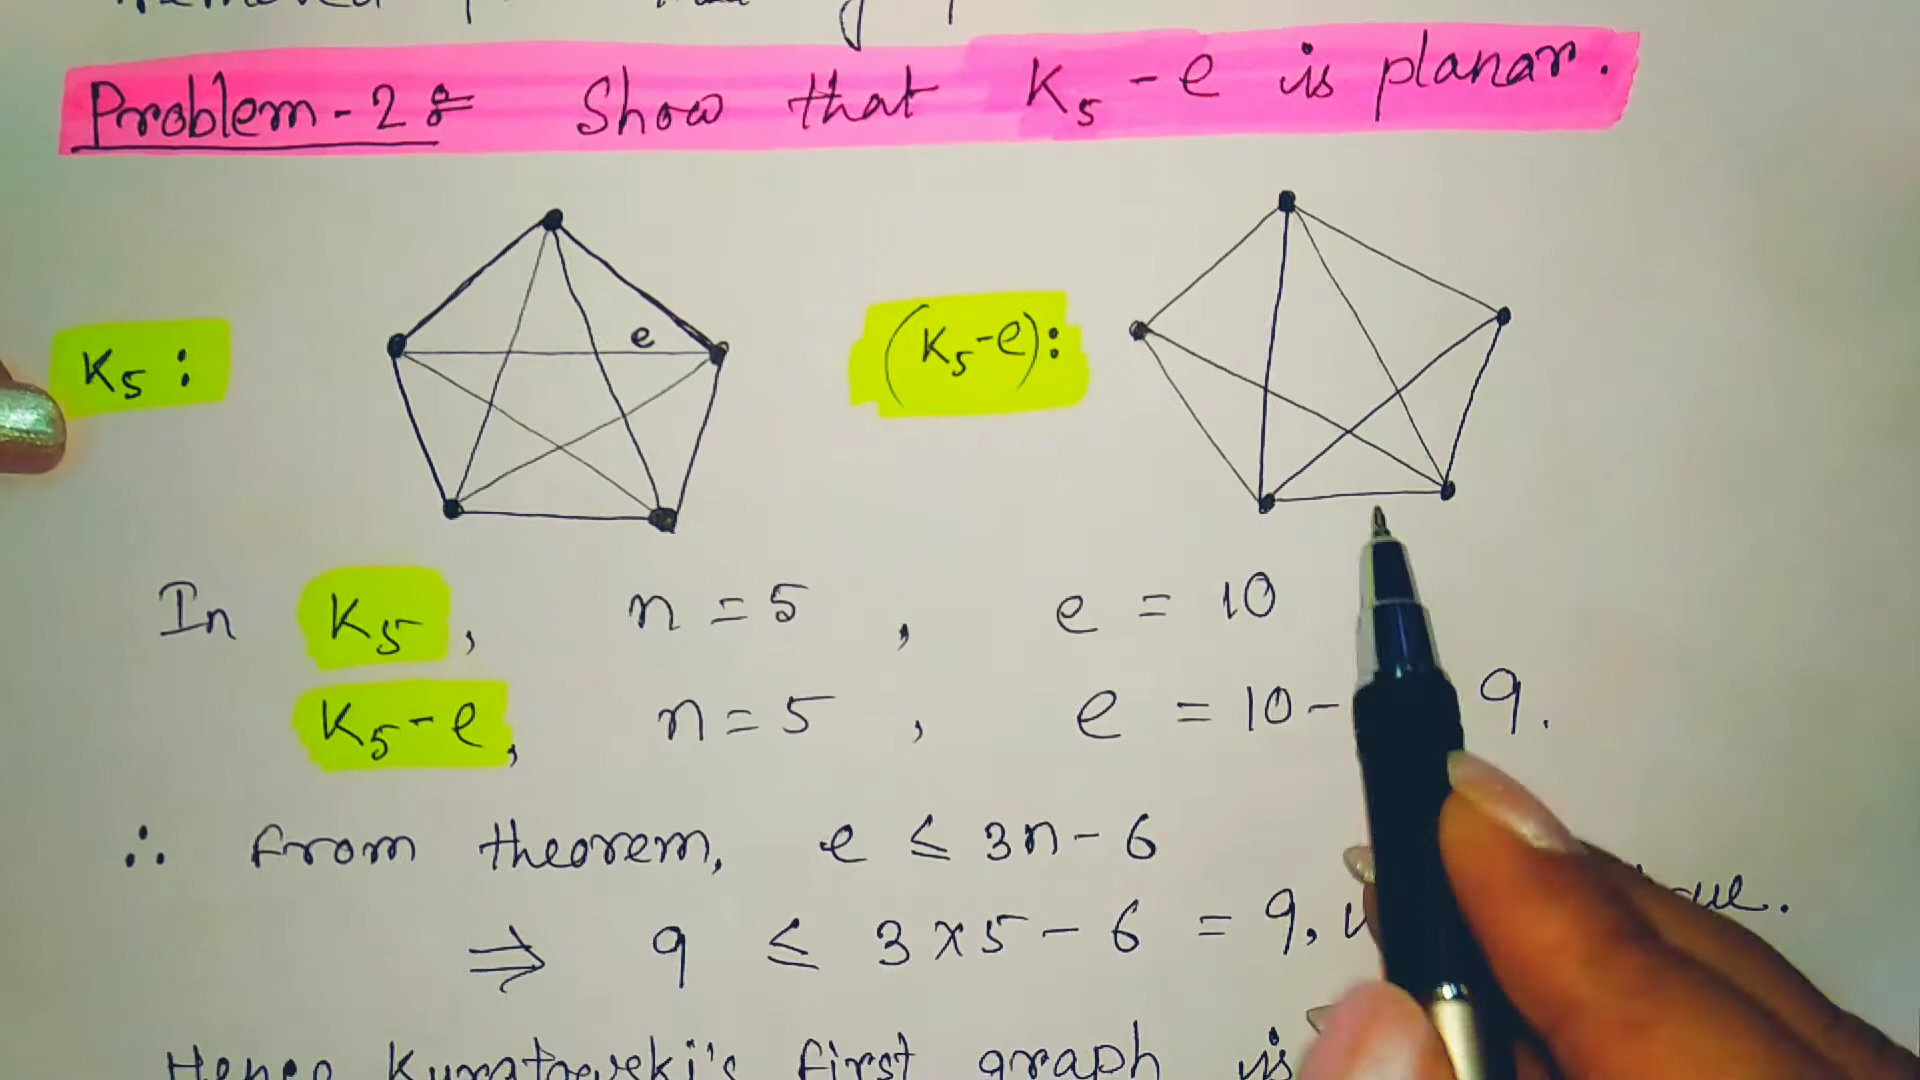 Problem-2:- Show that K₅ - e is planar.
e
K₅ :
(K₅-e):
In K₅, n = 5 , e = 10
K₅-e, n = 5 , e = 10- 9.
∴ from theorem, e ≤ 3n - 6
⇒ 9 ≤ 3×5 - 6 = 9,
Hence Kuratowski's first graph is